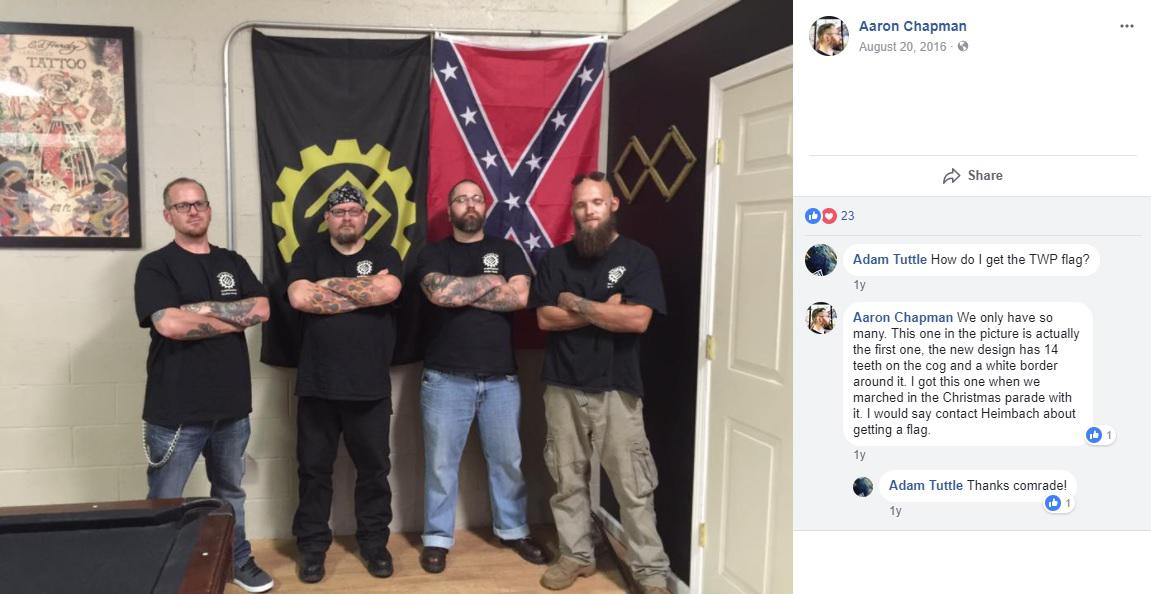 Ed Hardy
TATTOO
Aaron Chapman
August 20, 2016 ·
Share
23
Adam Tuttle How do I get the TWP flag?
1y
Aaron Chapman We only have so
many. This one in the picture is actually
the first one, the new design has 14
teeth on the cog and a white border
around it. I got this one when we
marched in the Christmas parade with
it. I would say contact Heimbach about
getting a flag.
1
1y
Adam Tuttle Thanks comrade!
1
1y